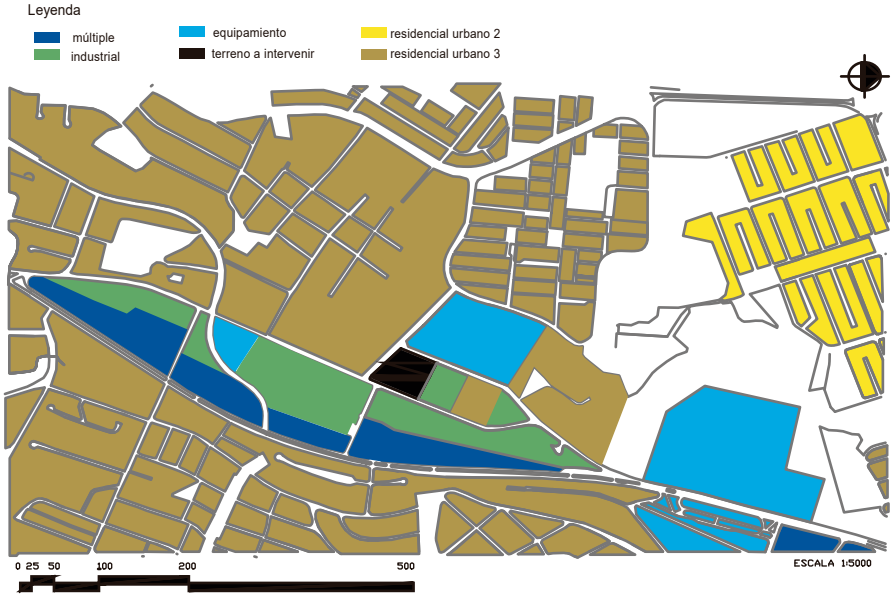 Leyenda
múltiple
industrial
equipamiento
terreno a intervenir
residencial urbano 2
residencial urbano 3
0 25 50 100 200 500
ESCALA 1:5000